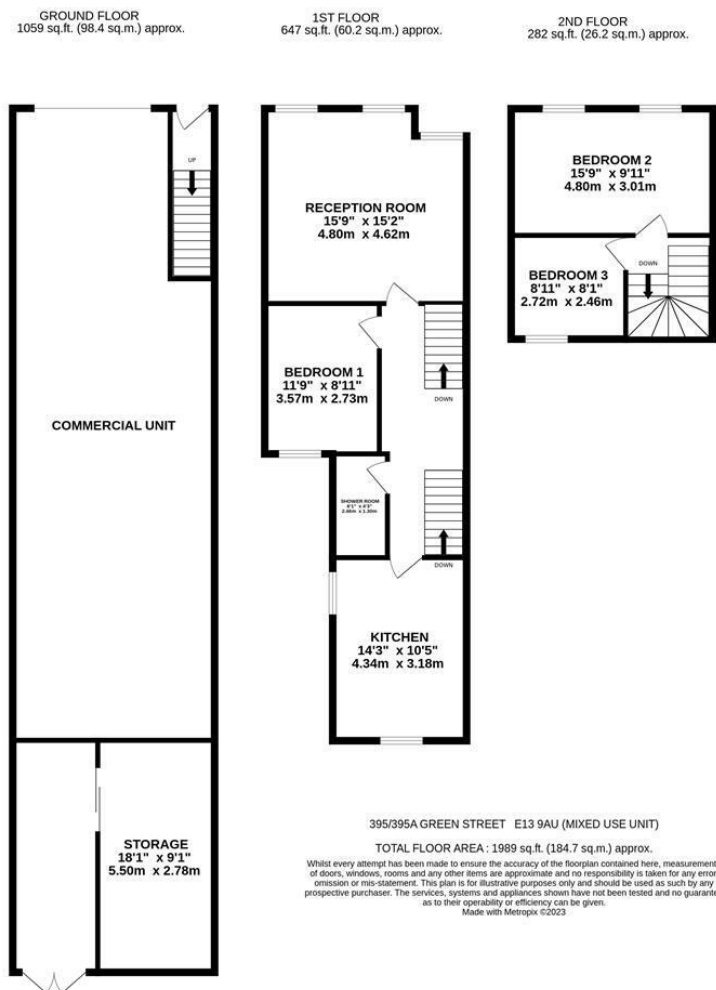 GROUND FLOOR
1059 sq.ft. (98.4 sq.m.) approx.
UP
COMMERCIAL UNIT
STORAGE
18'1" x 9'1"
5.50m x 2.78m
1ST FLOOR
647 sq.ft. (60.2 sq.m.) approx.
RECEPTION ROOM
15'9" x 15'2"
4.80m x 4.62m
BEDROOM 1
11'9" x 8'11"
3.57m x 2.73m
DOWN
SHOWER ROOM
DOWN
KITCHEN
14'3" x 10'5"
4.34m x 3.18m
2ND FLOOR
282 sq.ft. (26.2 sq.m.) approx.
BEDROOM 2
15'9" x 9'11"
4.80m x 3.01m
DOWN
BEDROOM 3
8'11" x 8'1"
2.72m x 2.46m
395/395A GREEN STREET E13 9AU (MIXED USE UNIT)
TOTAL FLOOR AREA : 1989 sq.ft. (184.7 sq.m.) approx.
Whilst every attempt has been made to ensure the accuracy of the floorplan contained here, measurement
of doors, windows, rooms and any other items are approximate and no responsibility is taken for any error
omission or mis-statement. This plan is for illustrative purposes only and should be used as such by any
prospective purchaser. The services, systems and appliances shown have not been tested and no guarante
as to their operability or efficiency can be given.
Made with Metropix ©2023